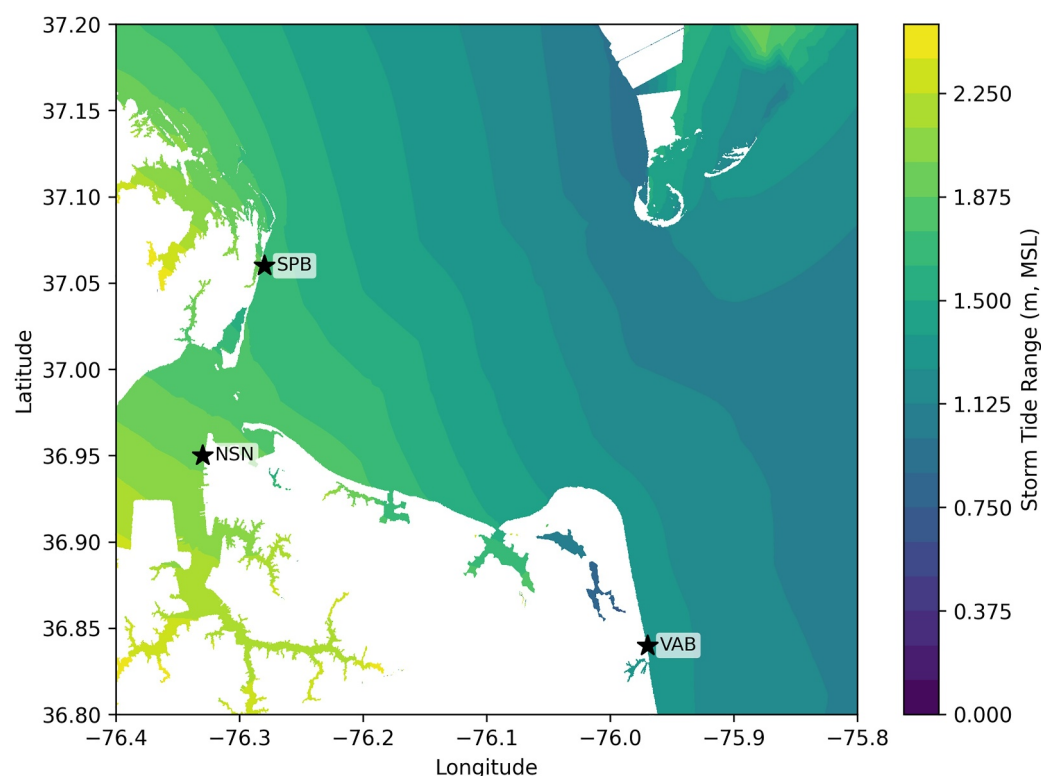 37.20
37.15
37.10
37.05
37.00
36.95
36.90
36.85
36.80
Latitude
SPB
NSN
VAB
−76.4 −76.3 −76.2 −76.1 −76.0 −75.9 −75.8
Longitude
2.250
1.875
1.500
1.125
0.750
0.375
0.000
Storm Tide Range (m, MSL)